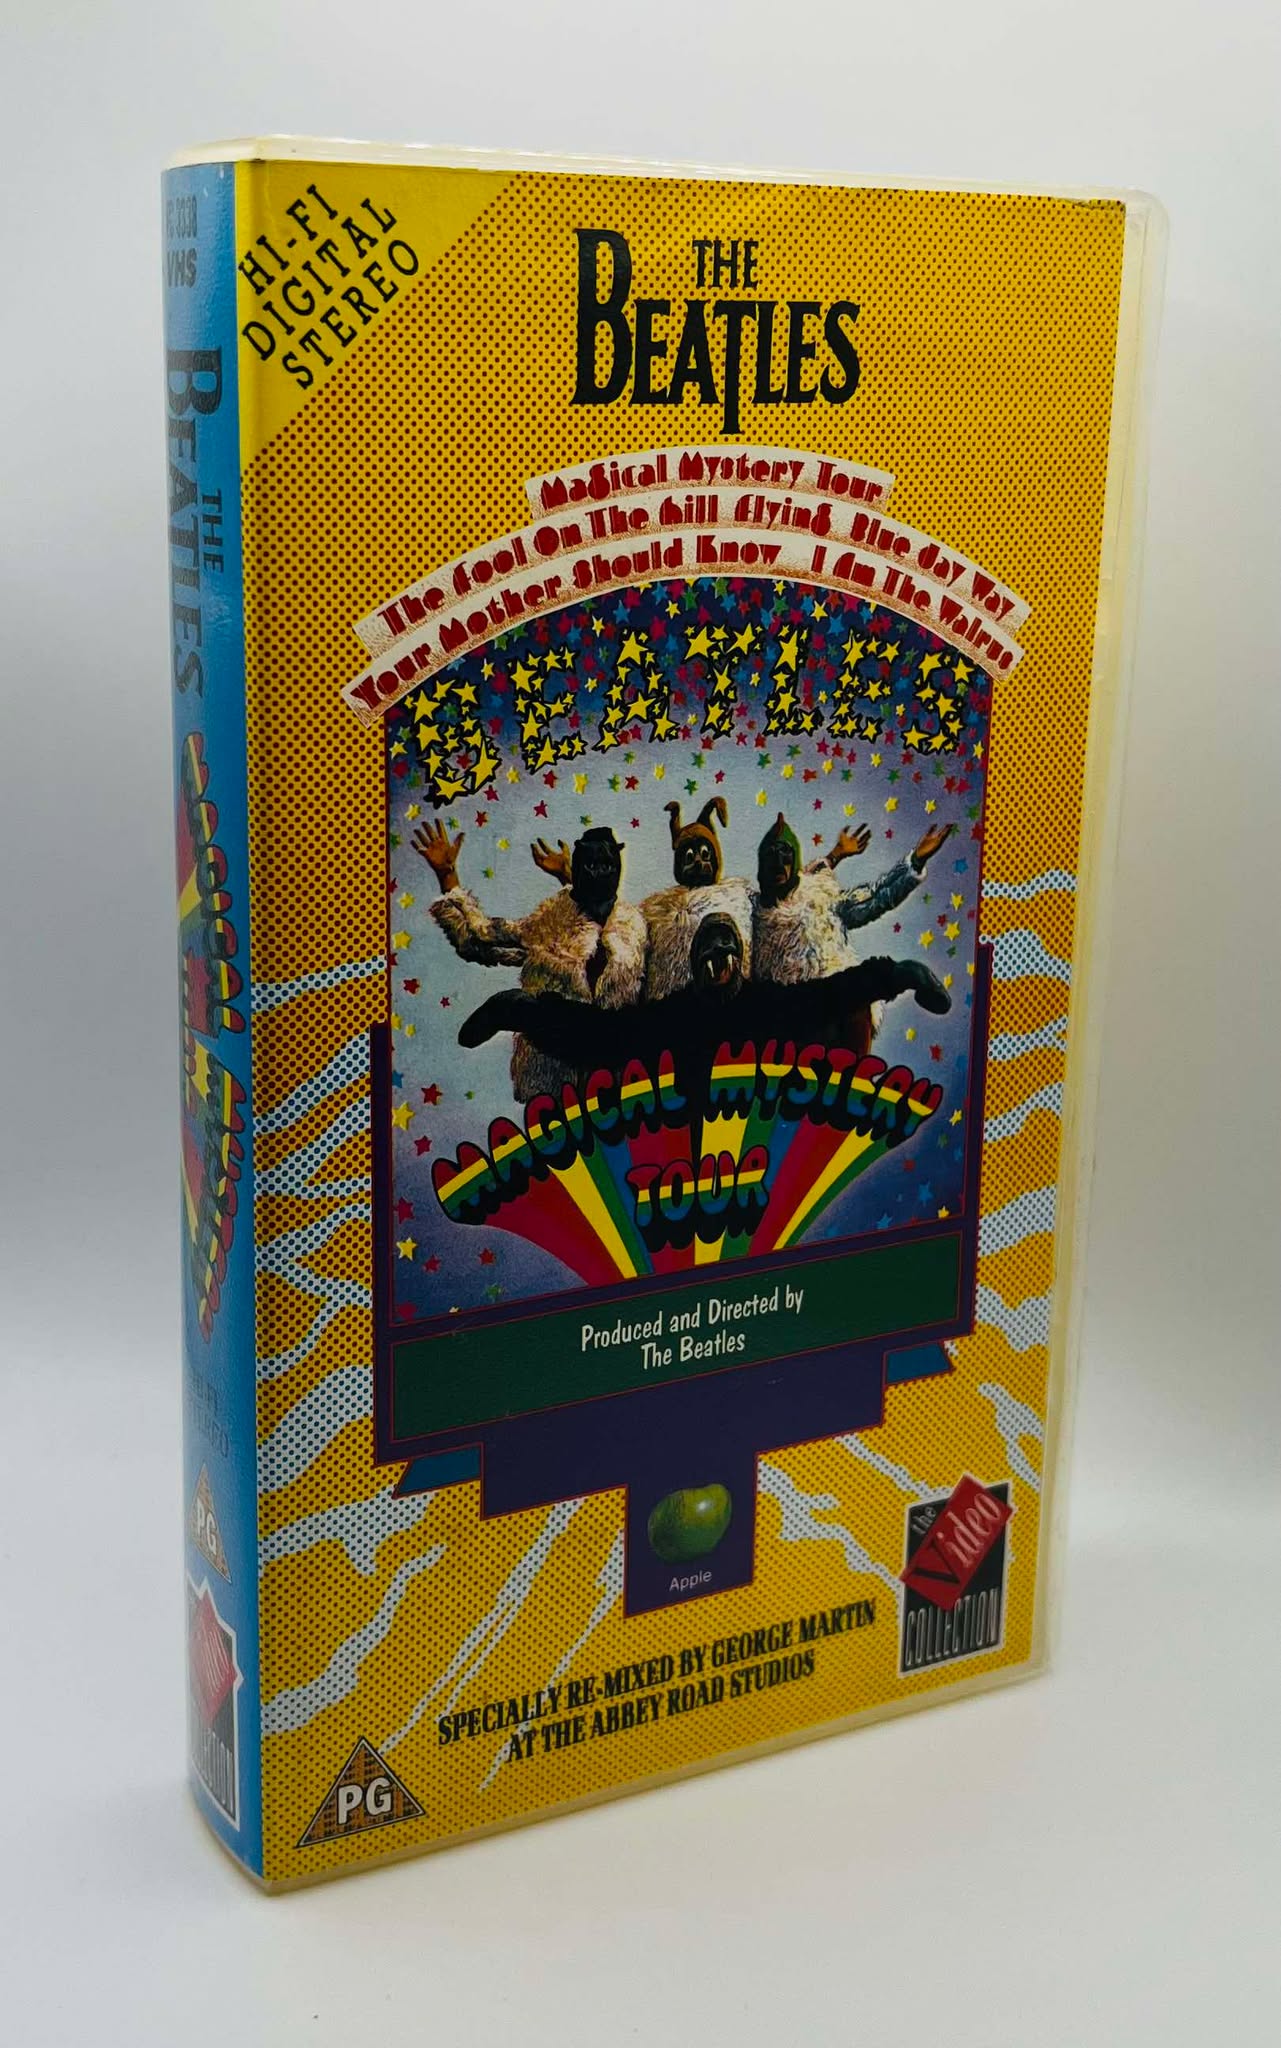 HI-FI
DIGITAL
STEREO
THE
BEATLES
Magical Mystery Tour
The Fool On The Hill Flying Blue Jay Way
Your Mother Should Know I Am The Walrus
BEATLES
MAGICAL MYSTERY
TOUR
Produced and Directed by
The Beatles
Apple
the
Video
COLLECTION
SPECIALLY RE-MIXED BY GEORGE MARTIN
AT THE ABBEY ROAD STUDIOS
PG
VHS
THE
BEATLES
MAGICAL MYSTERY
PG